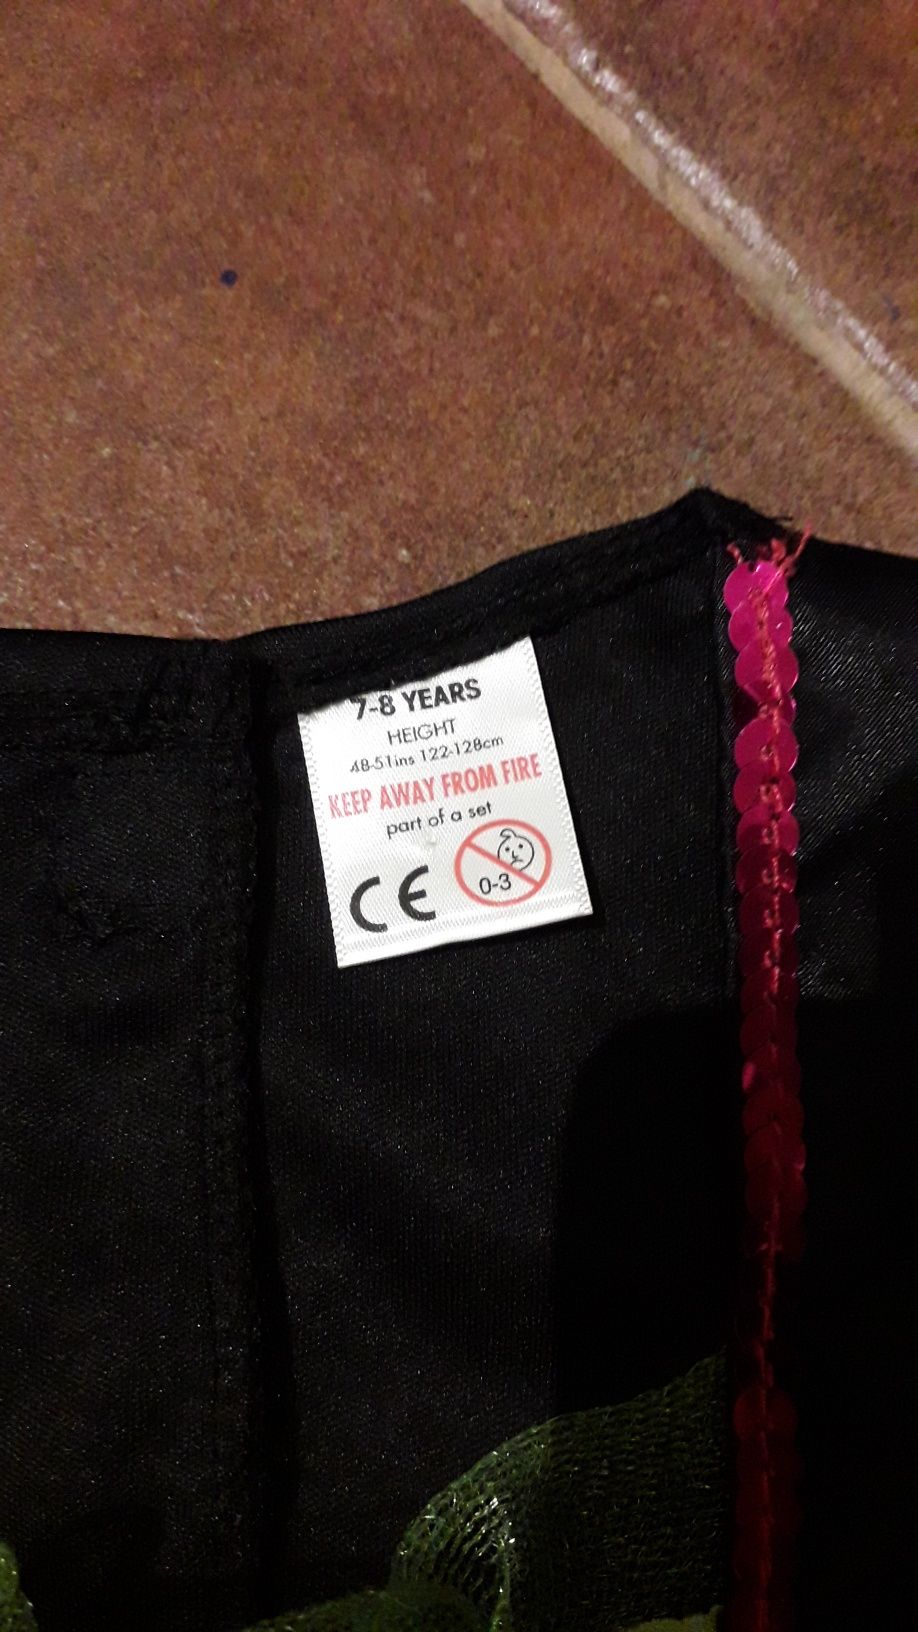 7-8 YEARS
HEIGHT
48-51ins 122-128cm
KEEP AWAY FROM FIRE
part of a set
0-3
CE